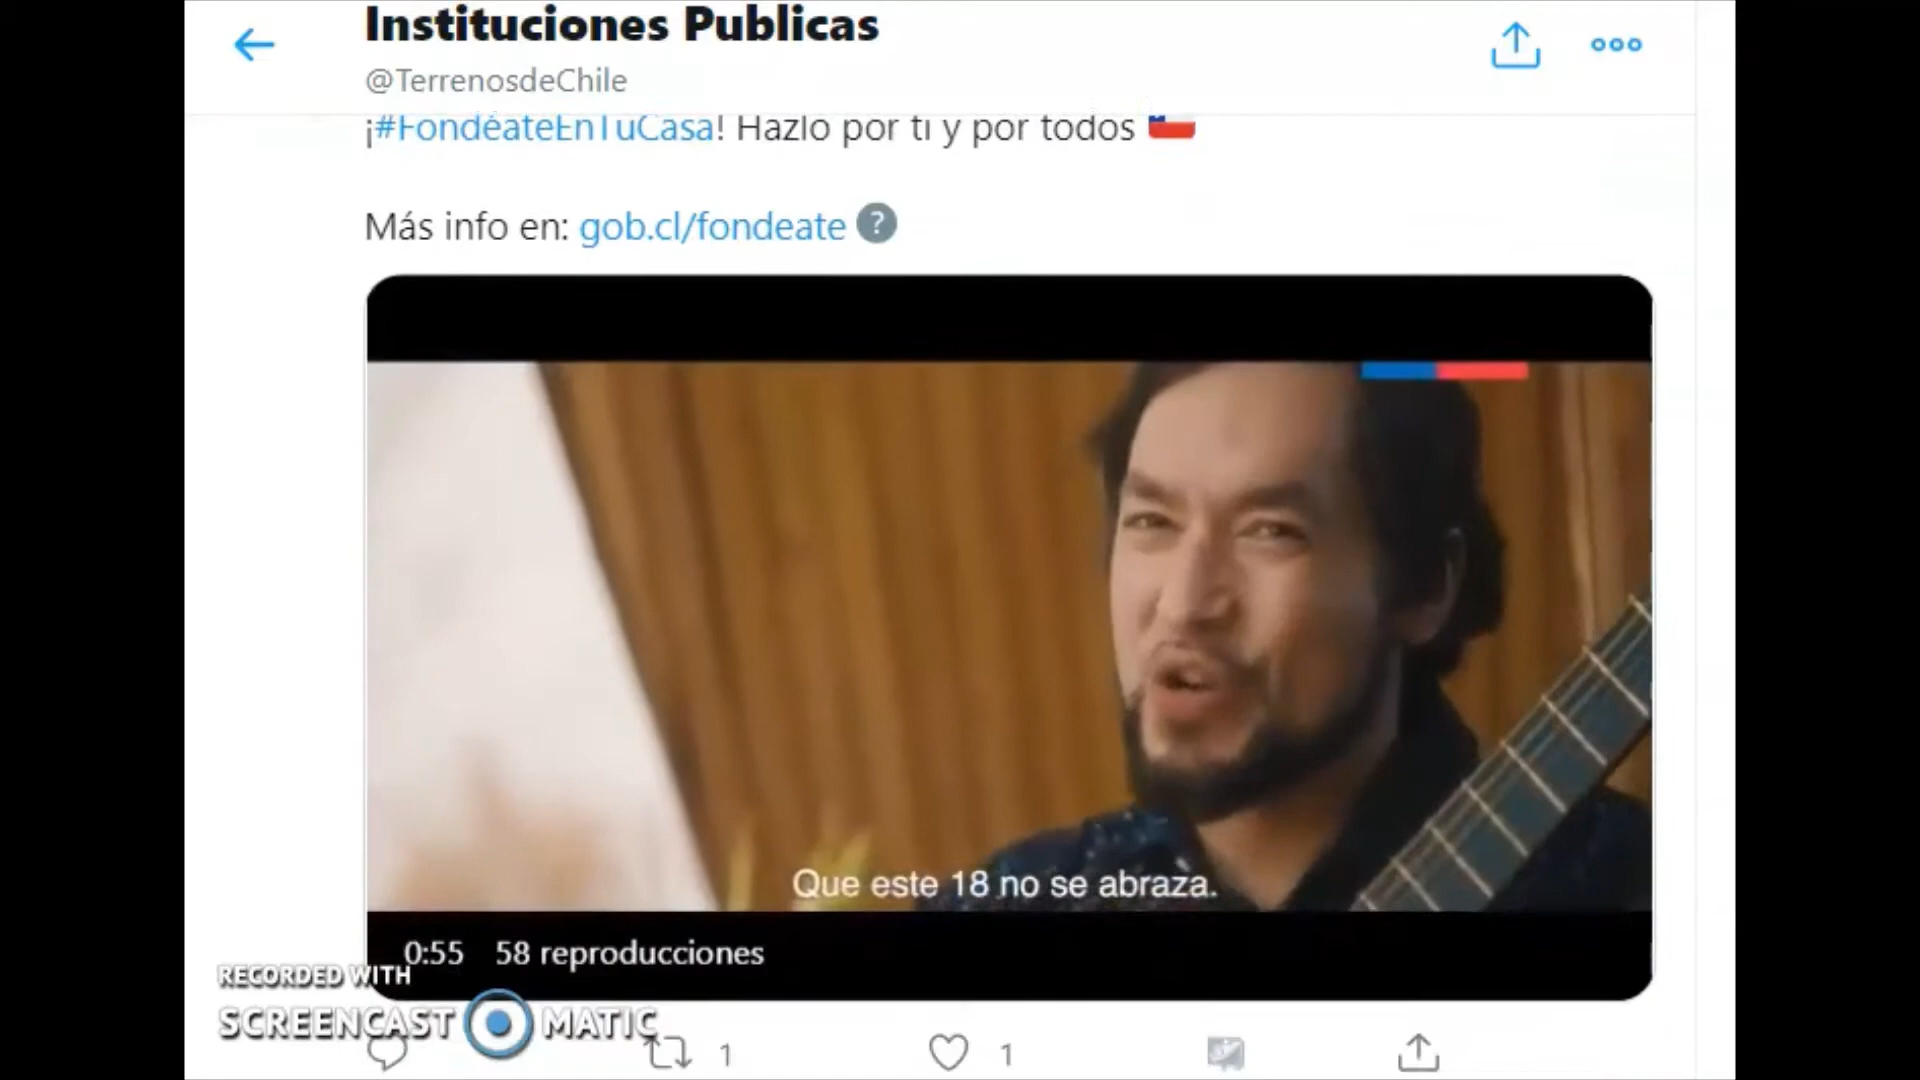 Instituciones Publicas
@TerrenosdeChile
¡#FondéateEnTuCasa! Hazlo por ti y por todos
Más info en: gob.cl/fondeate
Que este 18 no se abraza.
0:55 58 reproducciones
RECORDED WITH
SCREENCAST MATIC
1 1